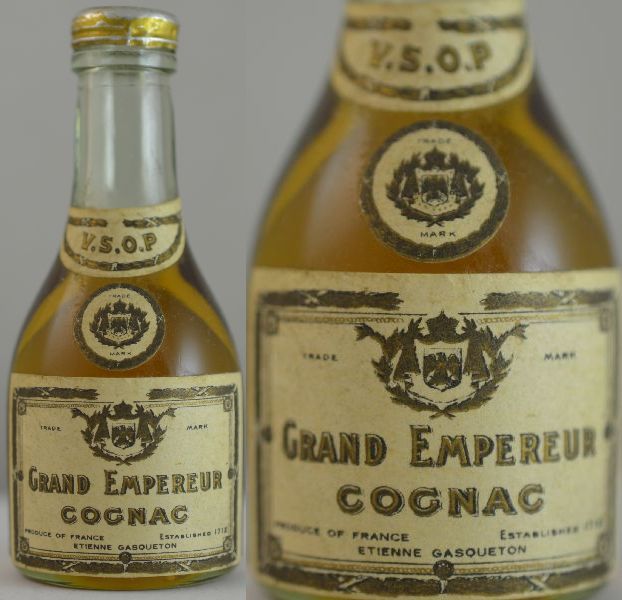 V.S.O.P
TRADE
MARK
TRADE MARK
GRAND EMPEREUR
COGNAC
PRODUCE OF FRANCE ESTABLISHED 1712
ETIENNE GASQUETON
V.S.O.P
TRADE
MARK
TRADE MARK
GRAND EMPEREUR
COGNAC
PRODUCE OF FRANCE ESTABLISHED 1712
ETIENNE GASQUETON